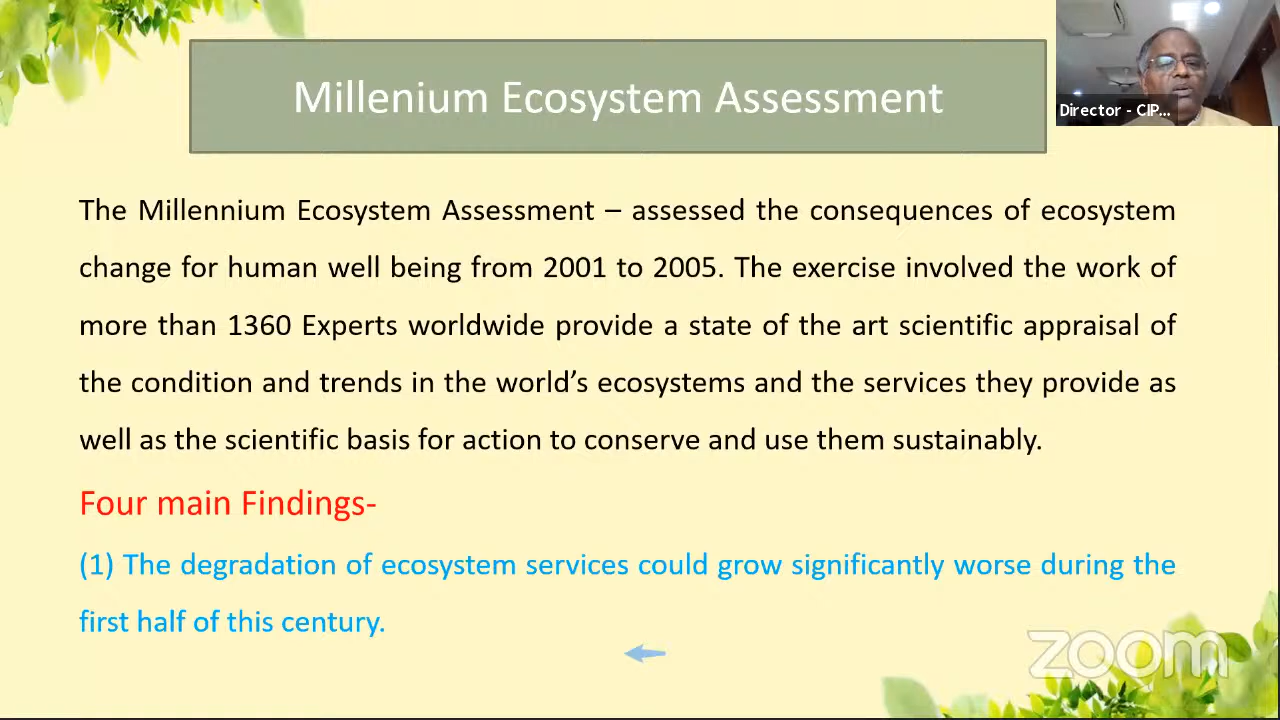 Millenium Ecosystem Assessment
Director - CIP...
The Millennium Ecosystem Assessment – assessed the consequences of ecosystem
change for human well being from 2001 to 2005. The exercise involved the work of
more than 1360 Experts worldwide provide a state of the art scientific appraisal of
the condition and trends in the world’s ecosystems and the services they provide as
well as the scientific basis for action to conserve and use them sustainably.
Four main Findings-
(1) The degradation of ecosystem services could grow significantly worse during the
first half of this century.
zoom